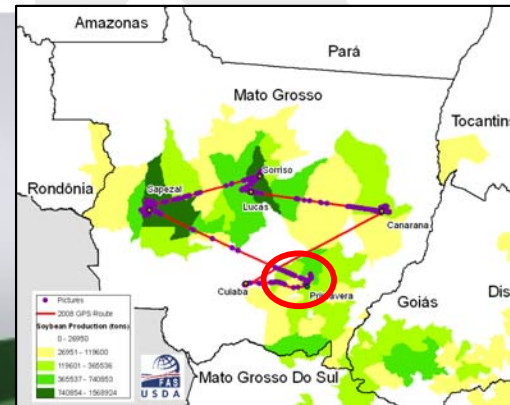 Amazonas
Pará
Mato Grosso
Tocantins
Rondônia
Sapezal
Sorriso
Lucas
Canarana
Cuiaba
Primavera
Goiás
Dis
Mato Grosso Do Sul
Pictures
2008 GPS Route
Soybean Production (tons)
0 - 26950
26951 - 119600
119601 - 365536
365537 - 740853
740854 - 1568924
FAS
USDA